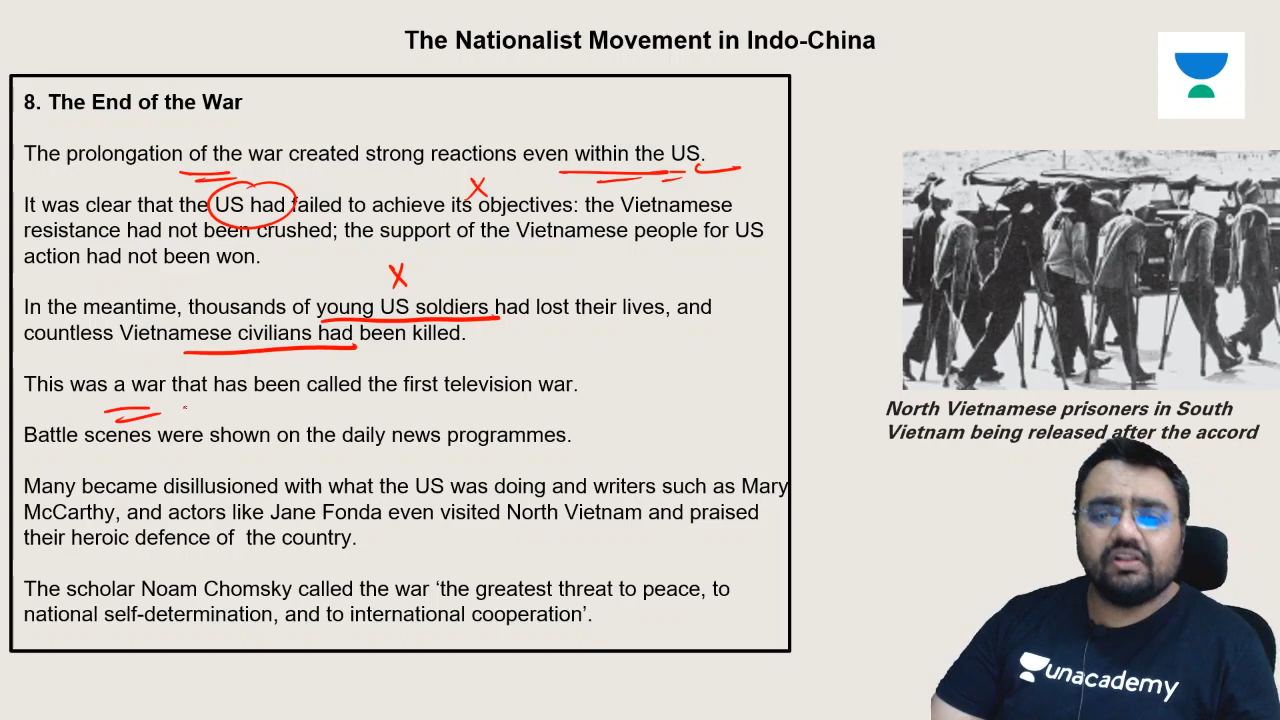 The Nationalist Movement in Indo-China
8. The End of the War
The prolongation of the war created strong reactions even within the US.
It was clear that the US had failed to achieve its objectives: the Vietnamese
resistance had not been crushed; the support of the Vietnamese people for US
action had not been won.
In the meantime, thousands of young US soldiers had lost their lives, and
countless Vietnamese civilians had been killed.
This was a war that has been called the first television war.
Battle scenes were shown on the daily news programmes.
Many became disillusioned with what the US was doing and writers such as Mary
McCarthy, and actors like Jane Fonda even visited North Vietnam and praised
their heroic defence of  the country.
The scholar Noam Chomsky called the war ‘the greatest threat to peace, to
national self-determination, and to international cooperation’.
North Vietnamese prisoners in South
Vietnam being released after the accord
unacademy